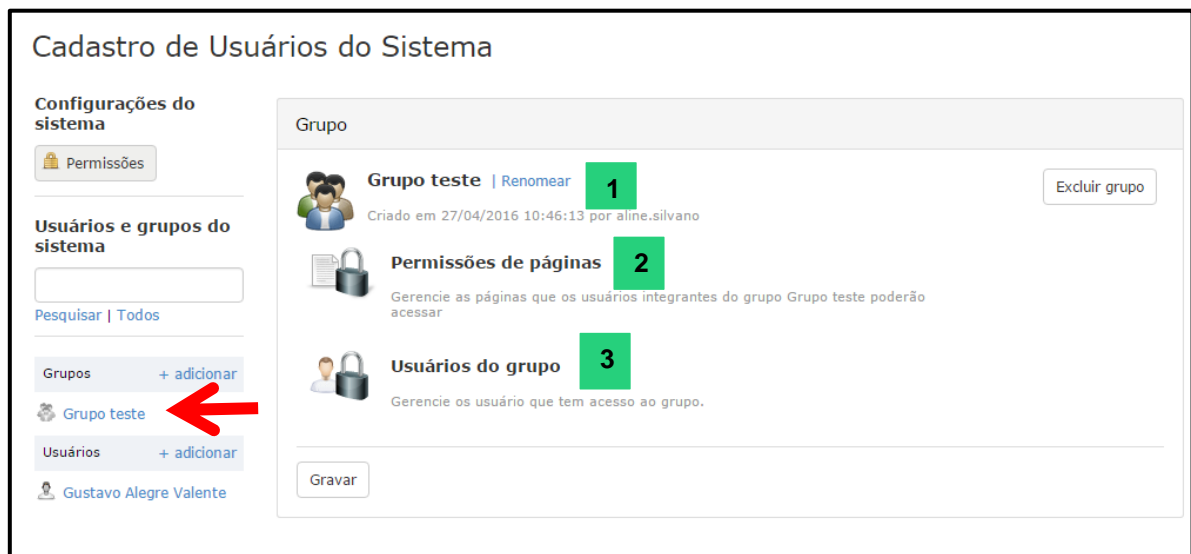 Cadastro de Usuários do Sistema
Configurações do
sistema
Permissões
Usuários e grupos do
sistema
Pesquisar | Todos
Grupos + adicionar
Grupo teste
Usuários + adicionar
Gustavo Alegre Valente
Grupo
Grupo teste | Renomear 1
Excluir grupo
Criado em 27/04/2016 10:46:13 por aline.silvano
Permissões de páginas 2
Gerencie as páginas que os usuários integrantes do grupo Grupo teste poderão
acessar
Usuários do grupo 3
Gerencie os usuário que tem acesso ao grupo.
Gravar